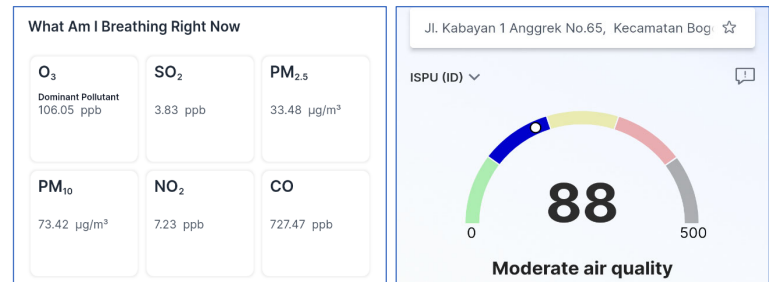 What Am I Breathing Right Now
O₃
Dominant Pollutant
106.05 ppb
SO₂
3.83 ppb
PM₂.₅
33.48 µg/m³
PM₁₀
73.42 µg/m³
NO₂
7.23 ppb
CO
727.47 ppb
Jl. Kabayan 1 Anggrek No.65, Kecamatan Bog
ISPU (ID)
88
0
500
Moderate air quality